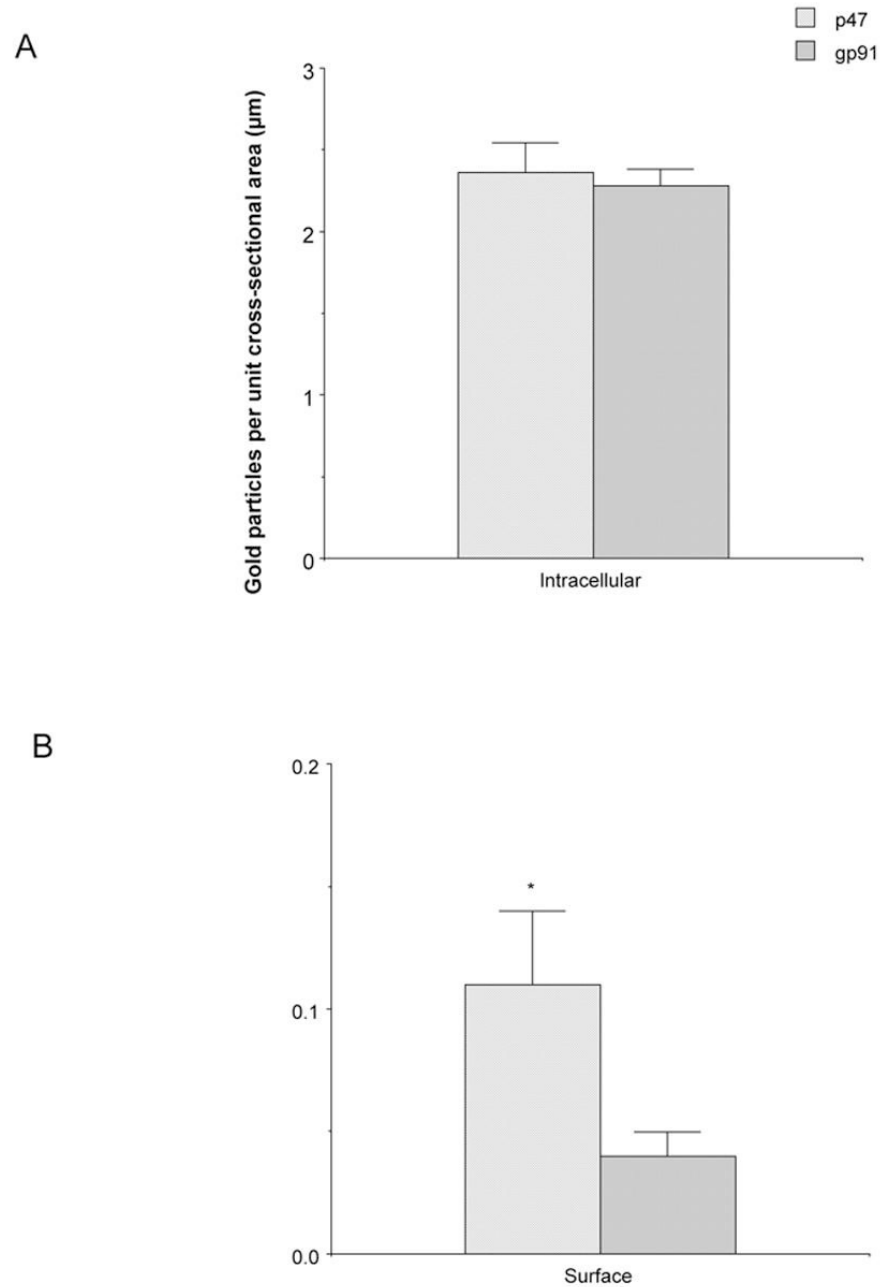 p47
gp91
A
Gold particles per unit cross-sectional area (µm)
3
2
1
0
Intracellular
B
0.2
*
0.1
0.0
Surface